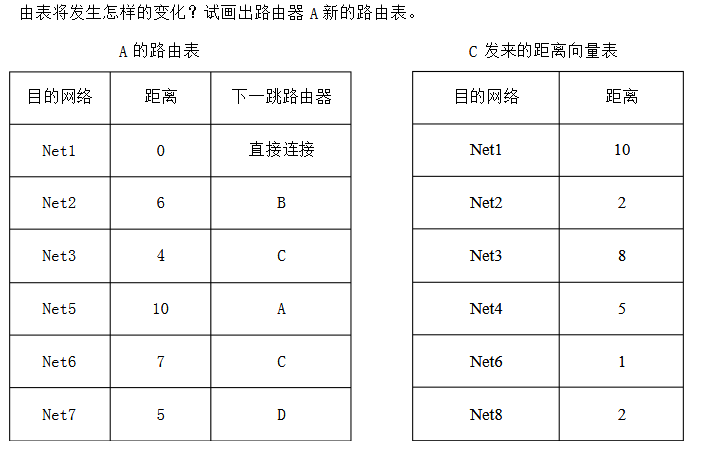 由表将发生怎样的变化？试画出路由器 A 新的路由表。
A 的路由表
目的网络 距离 下一跳路由器
Net1 0 直接连接
Net2 6 B
Net3 4 C
Net5 10 A
Net6 7 C
Net7 5 D
C 发来的距离向量表
目的网络 距离
Net1 10
Net2 2
Net3 8
Net4 5
Net6 1
Net8 2